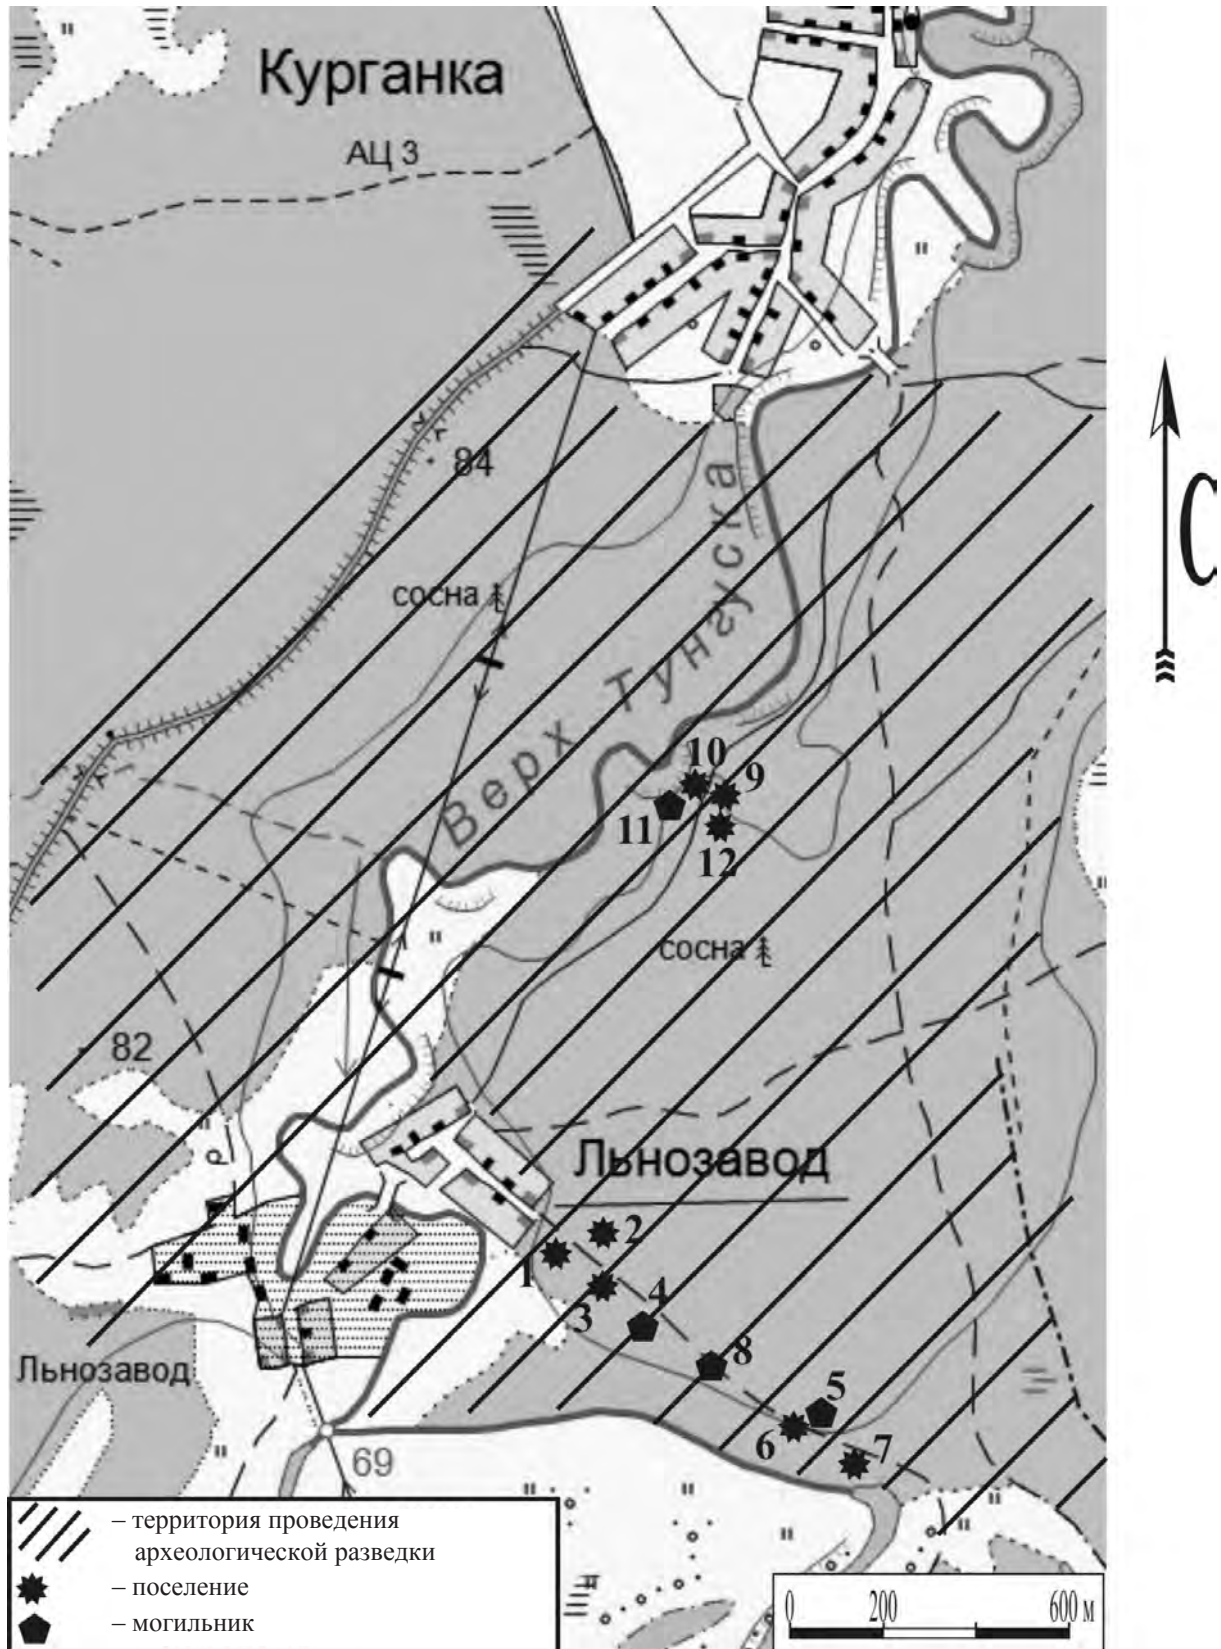 Курганка
АЦ 3
84
сосна
Верх Тунгуска
С
10
9
11
12
сосна
82
Льнозавод
р
2
1
3
4
8
5
6
7
Льнозавод
69
– территория проведения
археологической разведки
– поселение
– могильник
0 200 600 м